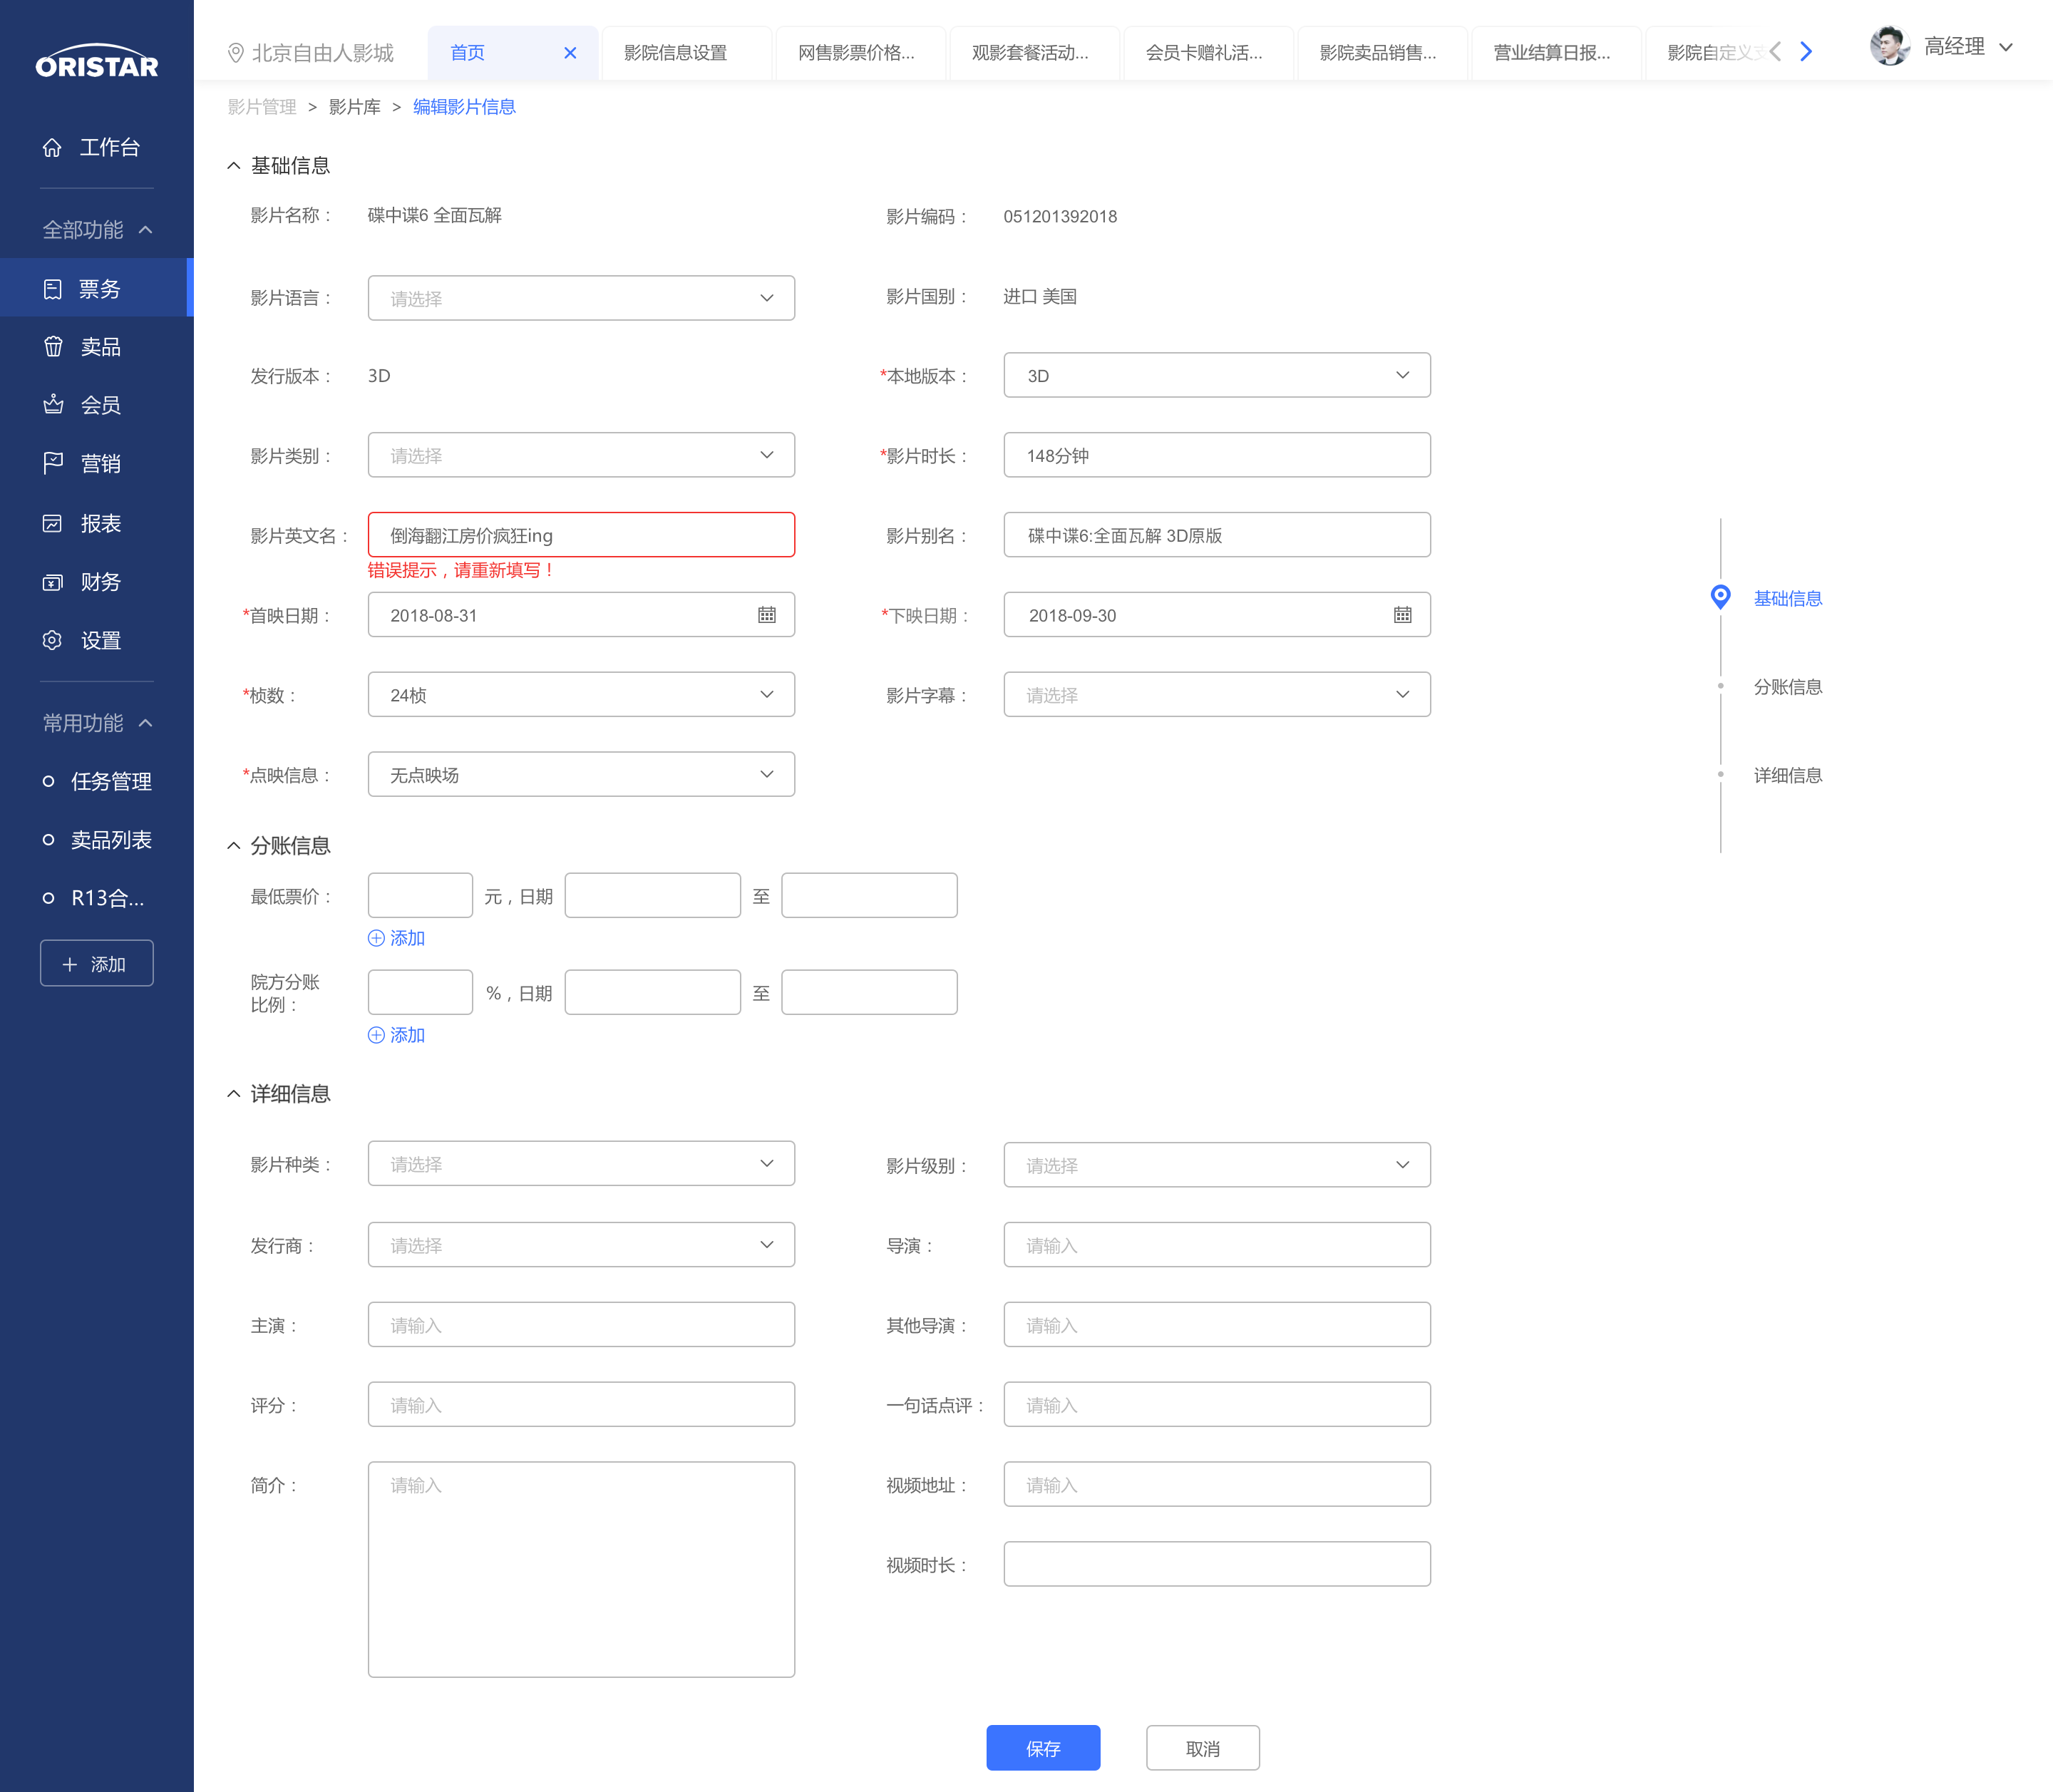 ORISTAR
工作台
全部功能
票务
卖品
会员
营销
报表
财务
设置
常用功能
任务管理
卖品列表
R13合...
添加
北京自由人影城
首页
影院信息设置
网售影票价格...
观影套餐活动...
会员卡赠礼活...
影院卖品销售...
营业结算日报...
影院自定义支
高经理
影片管理 > 影片库 > 编辑影片信息
基础信息
影片名称： 碟中谍6 全面瓦解
影片编码： 051201392018
影片语言： 请选择
影片国别： 进口 美国
发行版本： 3D
*本地版本： 3D
影片类别： 请选择
*影片时长： 148分钟
影片英文名： 倒海翻江房价疯狂ing
错误提示，请重新填写！
影片别名： 碟中谍6:全面瓦解 3D原版
*首映日期： 2018-08-31
*下映日期： 2018-09-30
*桢数： 24桢
影片字幕： 请选择
*点映信息： 无点映场
分账信息
最低票价： 元，日期 至
添加
院方分账
比例： %，日期 至
添加
详细信息
影片种类： 请选择
影片级别： 请选择
发行商： 请选择
导演： 请输入
主演： 请输入
其他导演： 请输入
评分： 请输入
一句话点评： 请输入
简介： 请输入
视频地址： 请输入
视频时长：
保存
取消
基础信息
分账信息
详细信息